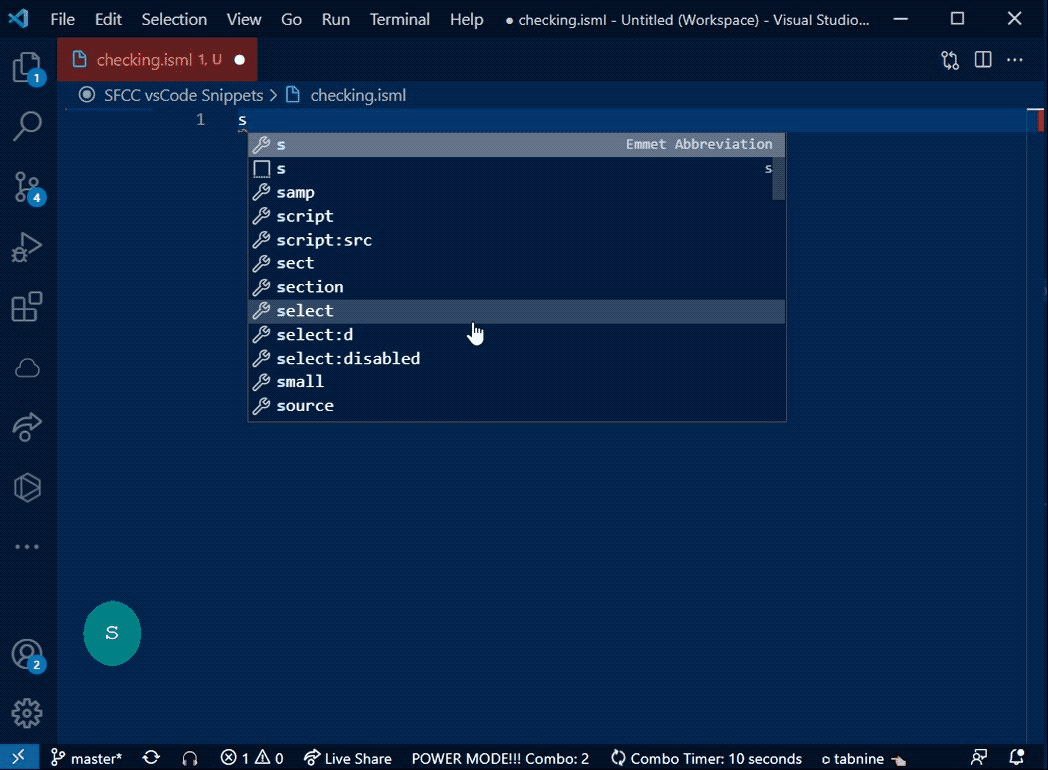 File Edit Selection View Go Run Terminal Help ● checking.isml - Untitled (Workspace) - Visual Studio...
checking.isml 1, U ●
SFCC vsCode Snippets > checking.isml
1 s
s Emmet Abbreviation
s s
samp
script
script:src
sect
section
select
select:d
select:disabled
small
source
1
4
S
2
master* 1 0 Live Share POWER MODE!!! Combo: 2 Combo Timer: 10 seconds tabnine